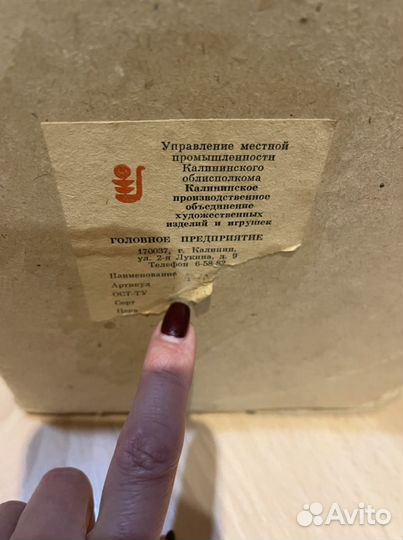 Управление местной
промышленности
Калининского
облисполкома
Калининское
производственное
объединение
художественных
изделий и игрушек
ГОЛОВНОЕ ПРЕДПРИЯТИЕ
170037, г. Калинин,
ул. 2-я Лукина, д. 9
Телефон 6-58-82
Наименование
Артикул
ОСТ-ТУ
Сорт
Цена
Avito